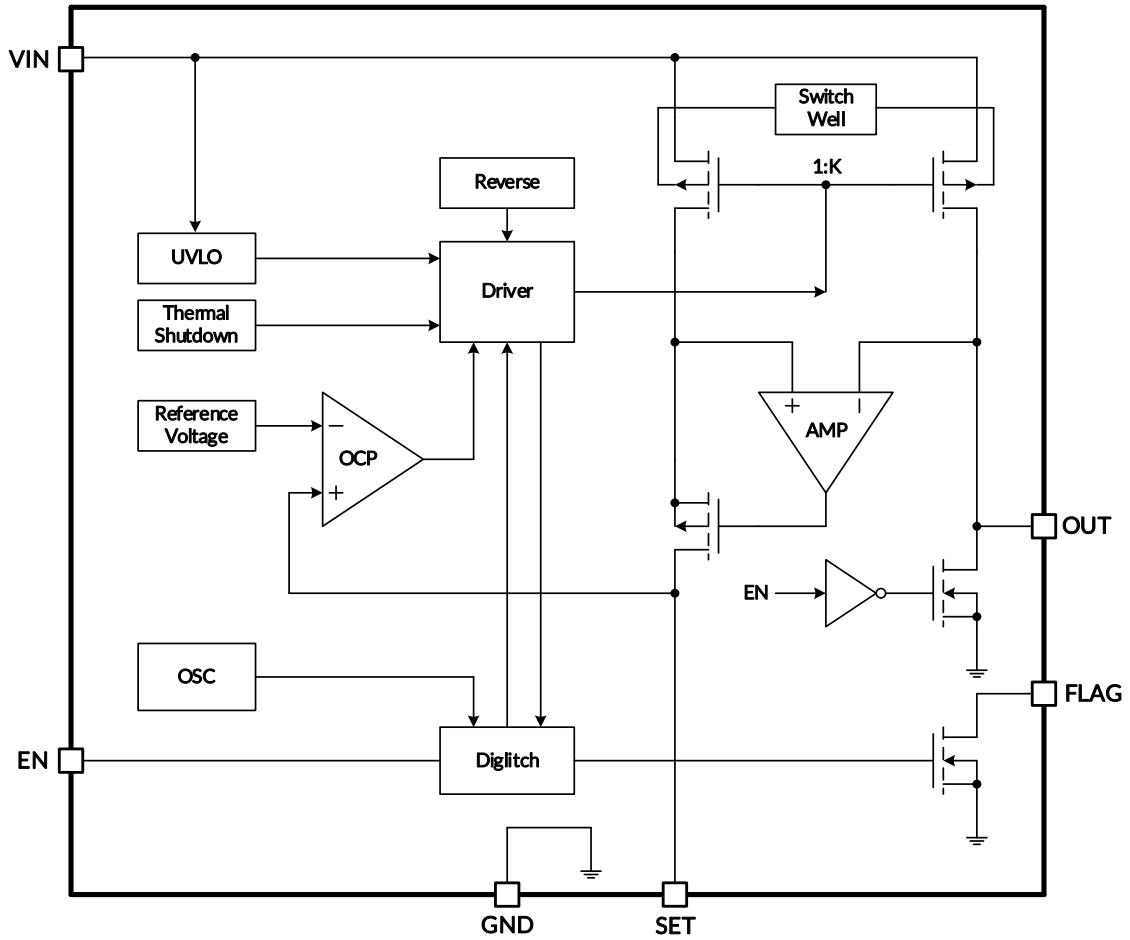 VIN
Switch
Well
1:K
Reverse
UVLO
Driver
Thermal
Shutdown
Reference
Voltage
−
OCP
+
+
−
AMP
OUT
EN
OSC
FLAG
EN
Diglitch
GND
SET